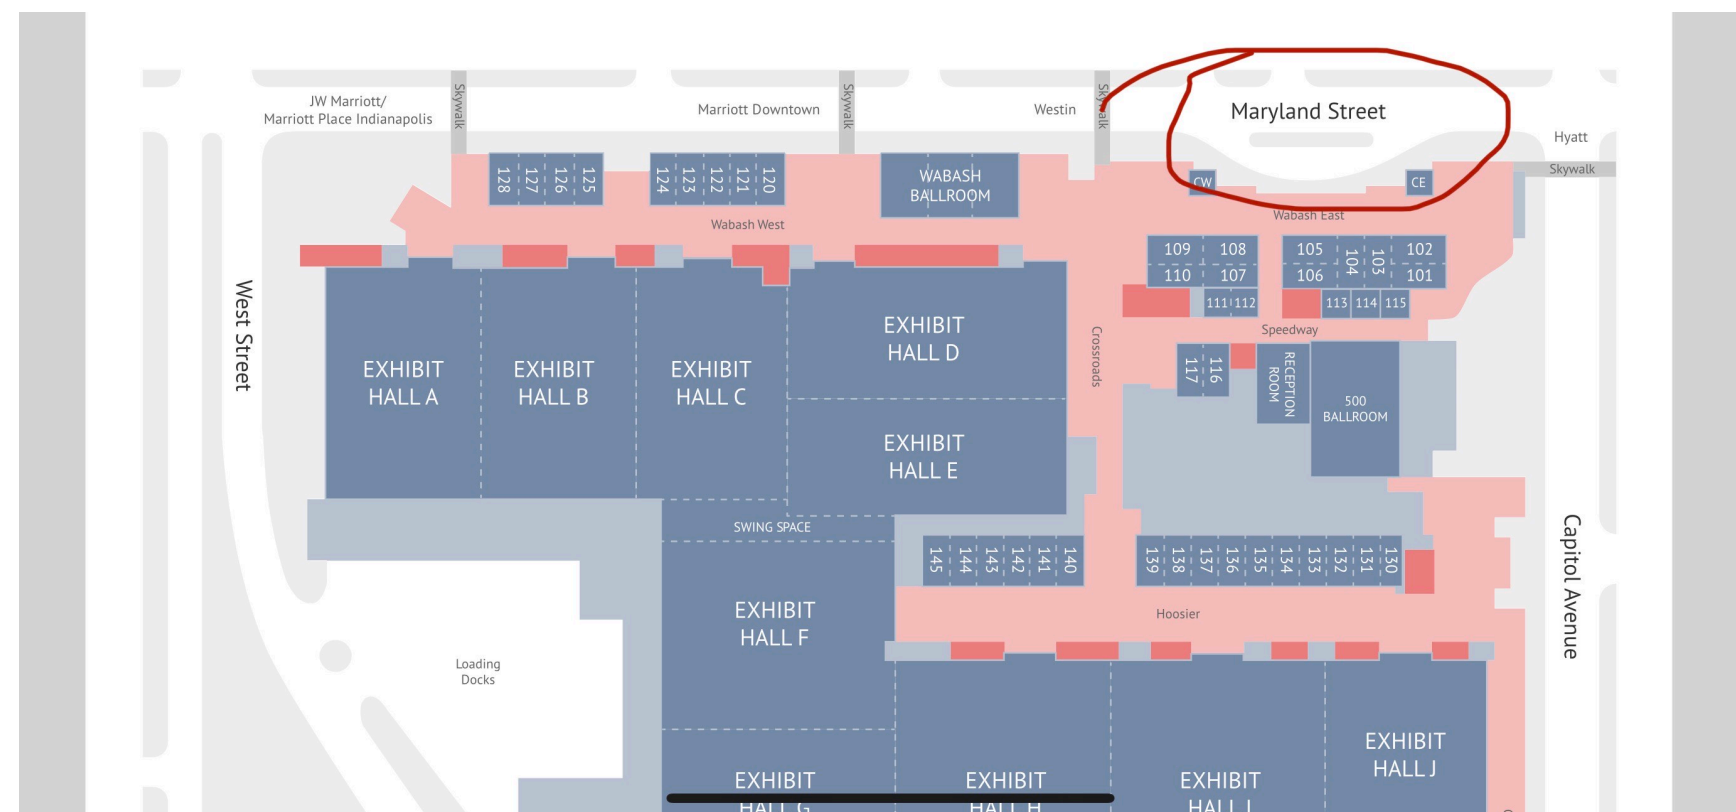 JW Marriott/
Marriott Place Indianapolis
Skywalk
Marriott Downtown
Skywalk
Westin
Skywalk
Maryland Street
Hyatt
Skywalk
128 127 126 125
124 123 122 121 120
WABASH
BALLROOM
CW
CE
Wabash West
Wabash East
109 108
110 107
111 112
105 104 103 102
106 101
113 114 115
Speedway
West Street
Crossroads
EXHIBIT
HALL A
EXHIBIT
HALL B
EXHIBIT
HALL C
EXHIBIT
HALL D
EXHIBIT
HALL E
117 116
RECEPTION
ROOM
500
BALLROOM
SWING SPACE
145 144 143 142 141 140
139 138 137 136 135 134 133 132 131 130
Capitol Avenue
Hoosier
EXHIBIT
HALL F
Loading
Docks
EXHIBIT
HALL G
EXHIBIT
HALL H
EXHIBIT
HALL I
EXHIBIT
HALL J